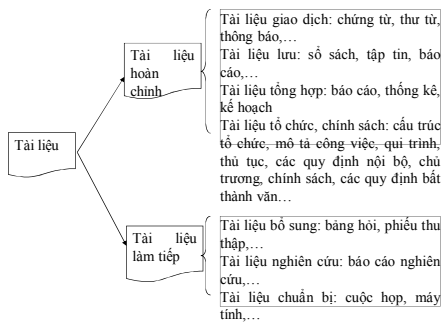 Tài liệu
Tài liệu
hoàn
chỉnh
Tài liệu giao dịch: chứng từ, thư từ,
thông báo,…
Tài liệu lưu: sổ sách, tập tin, báo
cáo,…
Tài liệu tổng hợp: báo cáo, thống kê,
kế hoạch
Tài liệu tổ chức, chính sách: cấu trúc
tổ chức, mô tả công việc, qui trình,
thủ tục, các quy định nội bộ, chủ
trương, chính sách, các quy định bất
thành văn…
Tài liệu
làm tiếp
Tài liệu bổ sung: bảng hỏi, phiếu thu
thập,…
Tài liệu nghiên cứu: báo cáo nghiên
cứu,…
Tài liệu chuẩn bị: cuộc họp, máy
tính,…